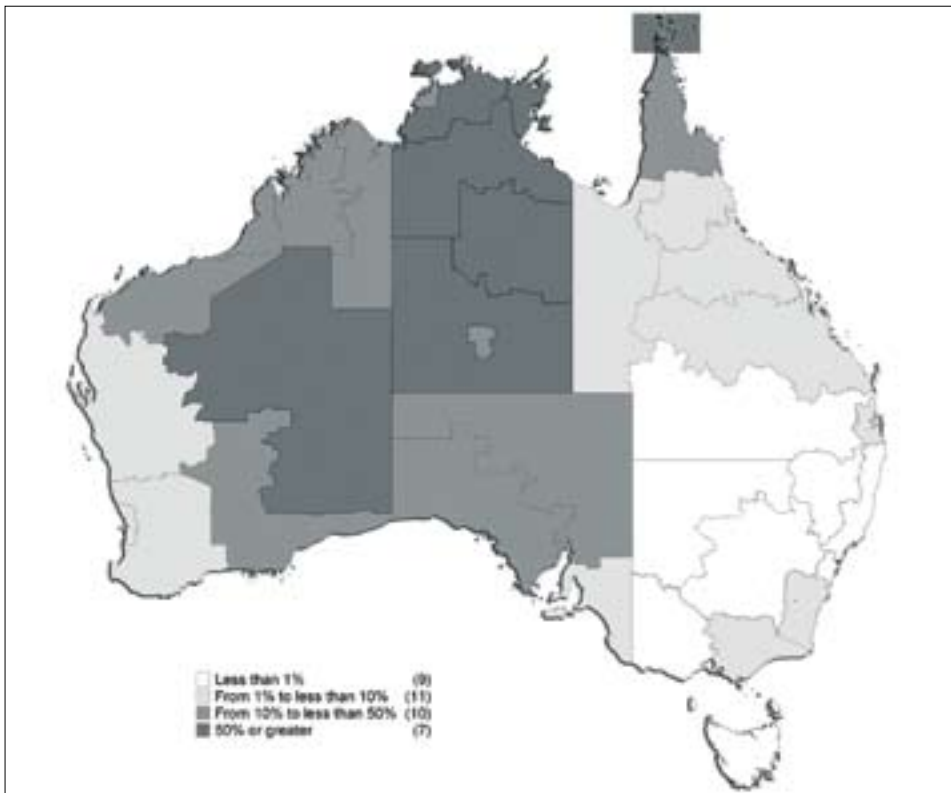 Less than 1% (9)
From 1% to less than 10% (11)
From 10% to less than 50% (10)
50% or greater (7)